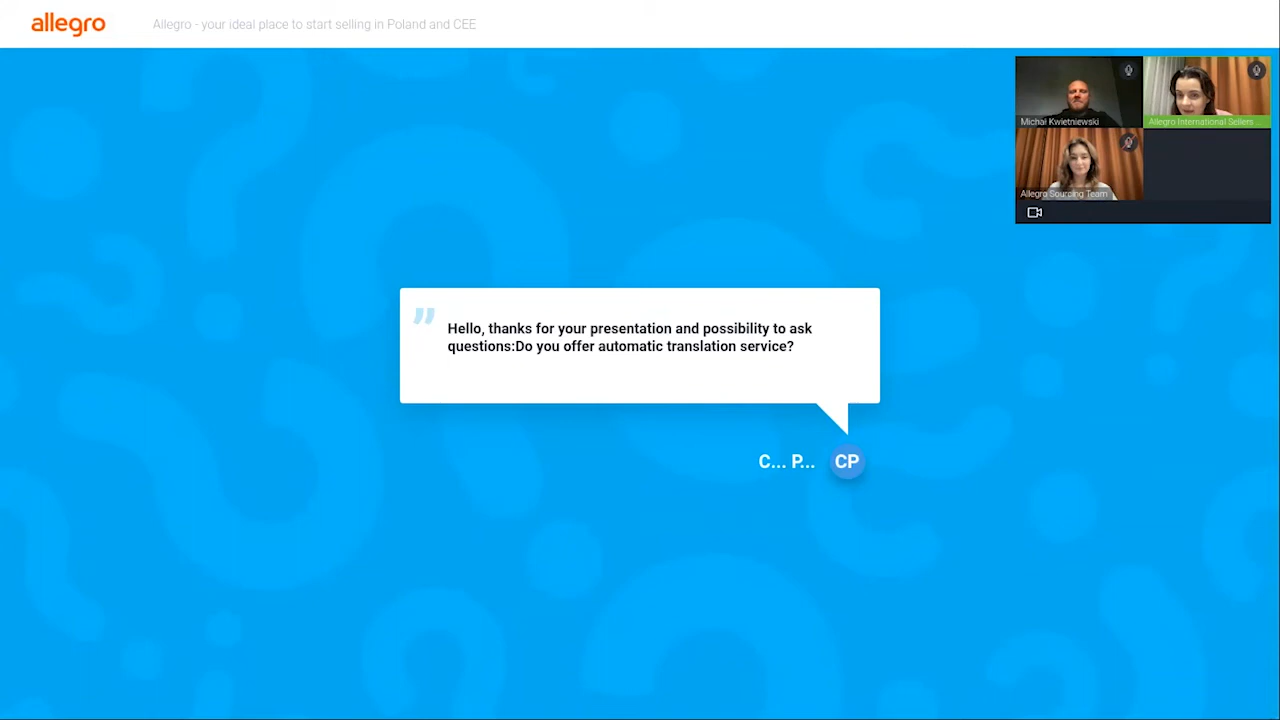 allegro
Allegro - your ideal place to start selling in Poland and CEE
Michał Kwietniewski
Allegro International Sellers ...
Allegro Sourcing Team
Hello, thanks for your presentation and possibility to ask
questions:Do you offer automatic translation service?
C... P...
CP